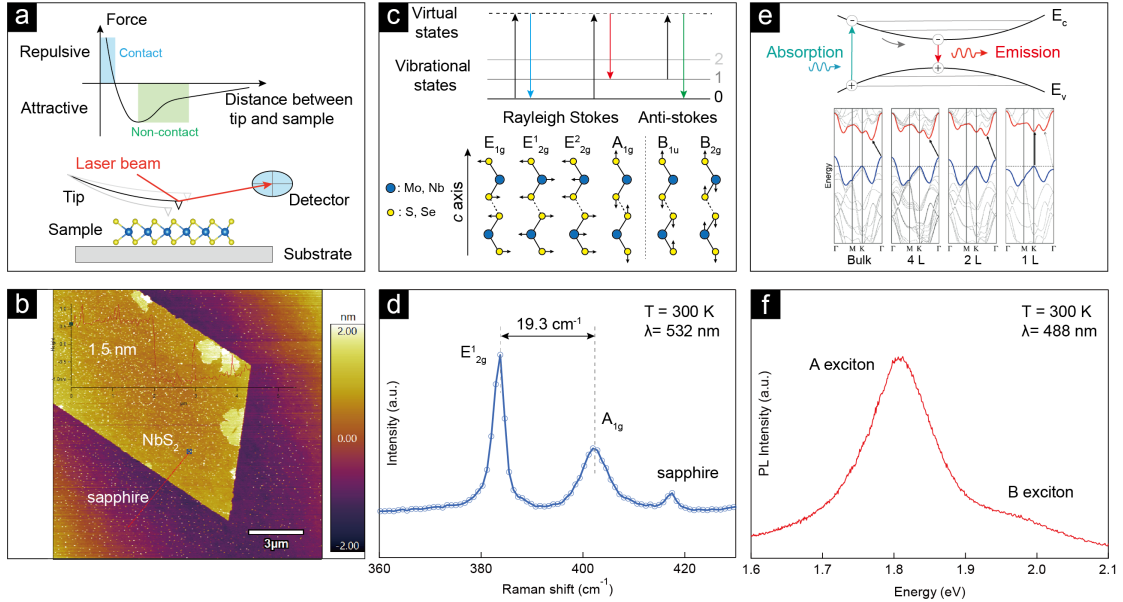 a
Force
Repulsive
Contact
Attractive
Non-contact
Distance between
tip and sample
Laser beam
Tip
Detector
Sample
Substrate
b
1.5 nm
NbS₂
sapphire
3μm
nm
2.00
0.00
-2.00
c
Virtual
states
Vibrational
states
2
1
0
Rayleigh Stokes Anti-stokes
E₁g E¹₂g E²₂g A₁g B₁u B₂g
c axis
: Mo, Nb
: S, Se
d
T = 300 K
λ= 532 nm
19.3 cm⁻¹
E¹₂g
A₁g
sapphire
Intensity (a.u.)
360 380 400 420
Raman shift (cm⁻¹)
e
Ec
Absorption
Emission
Ev
Energy
Γ M K Γ Γ M K Γ Γ M K Γ Γ M K Γ
Bulk 4 L 2 L 1 L
f
T = 300 K
λ= 488 nm
A exciton
B exciton
PL Intensity (a.u.)
1.6 1.7 1.8 1.9 2.0 2.1
Energy (eV)